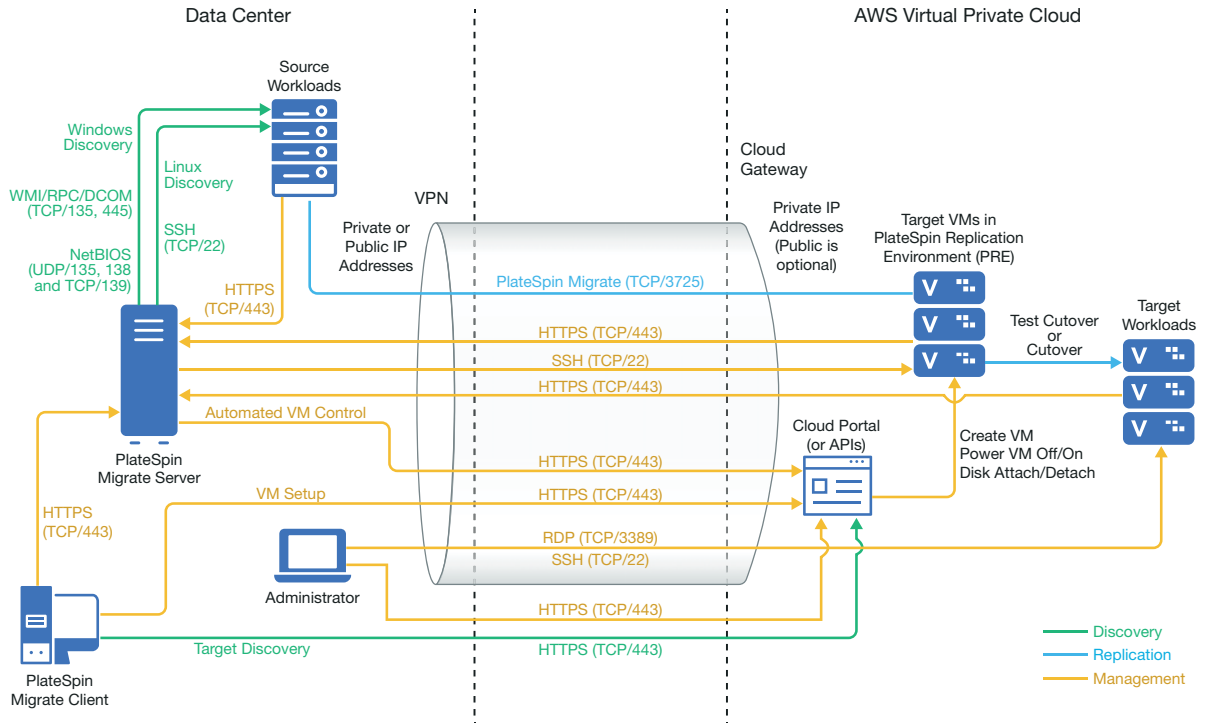 Data Center
AWS Virtual Private Cloud
Source
Workloads
Windows
Discovery
Linux
Discovery
WMI/RPC/DCOM
(TCP/135, 445)
SSH
(TCP/22)
NetBIOS
(UDP/135, 138
and TCP/139)
HTTPS
(TCP/443)
VPN
Private or
Public IP
Addresses
Cloud
Gateway
Private IP
Addresses
(Public is
optional)
Target VMs in
PlateSpin Replication
Environment (PRE)
PlateSpin Migrate (TCP/3725)
V
V
V
HTTPS (TCP/443)
SSH (TCP/22)
HTTPS (TCP/443)
Test Cutover
or
Cutover
Target
Workloads
V
V
V
Automated VM Control
HTTPS (TCP/443)
Cloud Portal
(or APIs)
Create VM
Power VM Off/On
Disk Attach/Detach
PlateSpin
Migrate Server
VM Setup
HTTPS (TCP/443)
HTTPS
(TCP/443)
RDP (TCP/3389)
SSH (TCP/22)
Administrator
HTTPS (TCP/443)
Target Discovery
HTTPS (TCP/443)
PlateSpin
Migrate Client
Discovery
Replication
Management